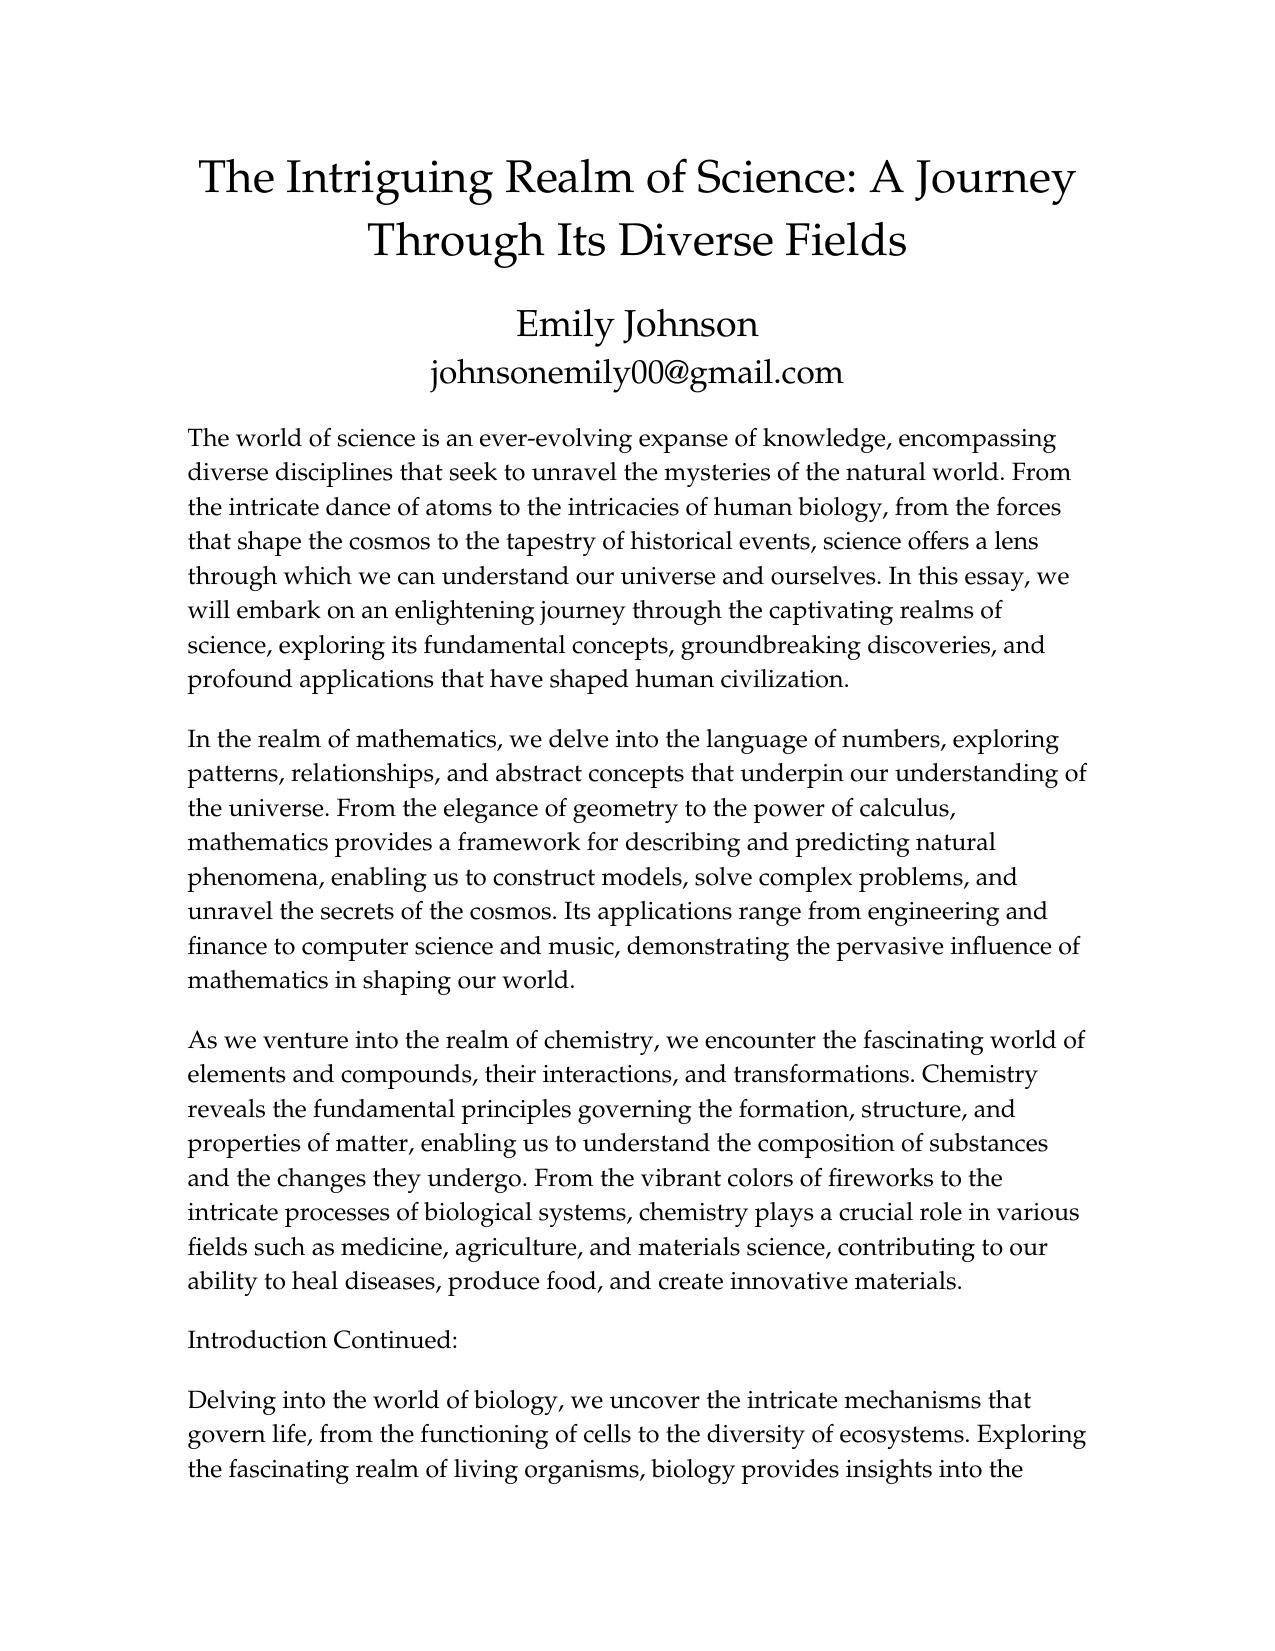 The Intriguing Realm of Science: A Journey
Through Its Diverse Fields
Emily Johnson
johnsonemily00@gmail.com
The world of science is an ever-evolving expanse of knowledge, encompassing
diverse disciplines that seek to unravel the mysteries of the natural world. From
the intricate dance of atoms to the intricacies of human biology, from the forces
that shape the cosmos to the tapestry of historical events, science offers a lens
through which we can understand our universe and ourselves. In this essay, we
will embark on an enlightening journey through the captivating realms of
science, exploring its fundamental concepts, groundbreaking discoveries, and
profound applications that have shaped human civilization.
In the realm of mathematics, we delve into the language of numbers, exploring
patterns, relationships, and abstract concepts that underpin our understanding of
the universe. From the elegance of geometry to the power of calculus,
mathematics provides a framework for describing and predicting natural
phenomena, enabling us to construct models, solve complex problems, and
unravel the secrets of the cosmos. Its applications range from engineering and
finance to computer science and music, demonstrating the pervasive influence of
mathematics in shaping our world.
As we venture into the realm of chemistry, we encounter the fascinating world of
elements and compounds, their interactions, and transformations. Chemistry
reveals the fundamental principles governing the formation, structure, and
properties of matter, enabling us to understand the composition of substances
and the changes they undergo. From the vibrant colors of fireworks to the
intricate processes of biological systems, chemistry plays a crucial role in various
fields such as medicine, agriculture, and materials science, contributing to our
ability to heal diseases, produce food, and create innovative materials.
Introduction Continued:
Delving into the world of biology, we uncover the intricate mechanisms that
govern life, from the functioning of cells to the diversity of ecosystems. Exploring
the fascinating realm of living organisms, biology provides insights into the